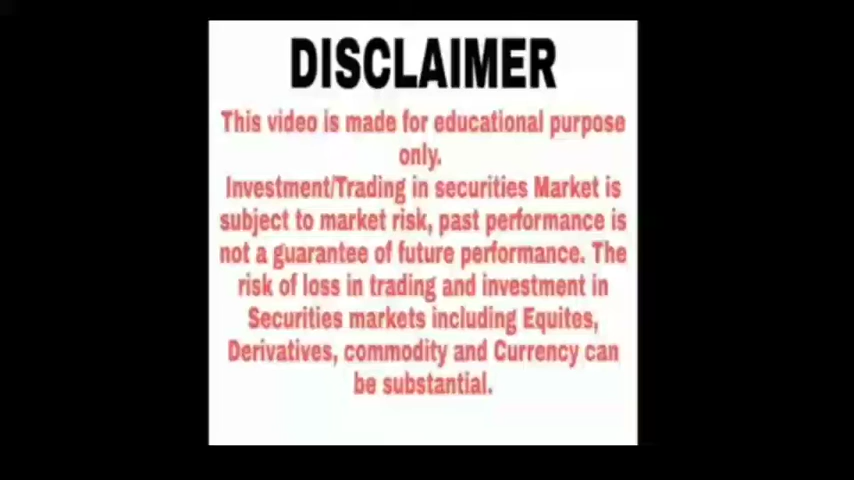 DISCLAIMER
This video is made for educational purpose
only.
Investment/Trading in securities Market is
subject to market risk, past performance is
not a guarantee of future performance. The
risk of loss in trading and investment in
Securities markets including Equites,
Derivatives, commodity and Currency can
be substantial.